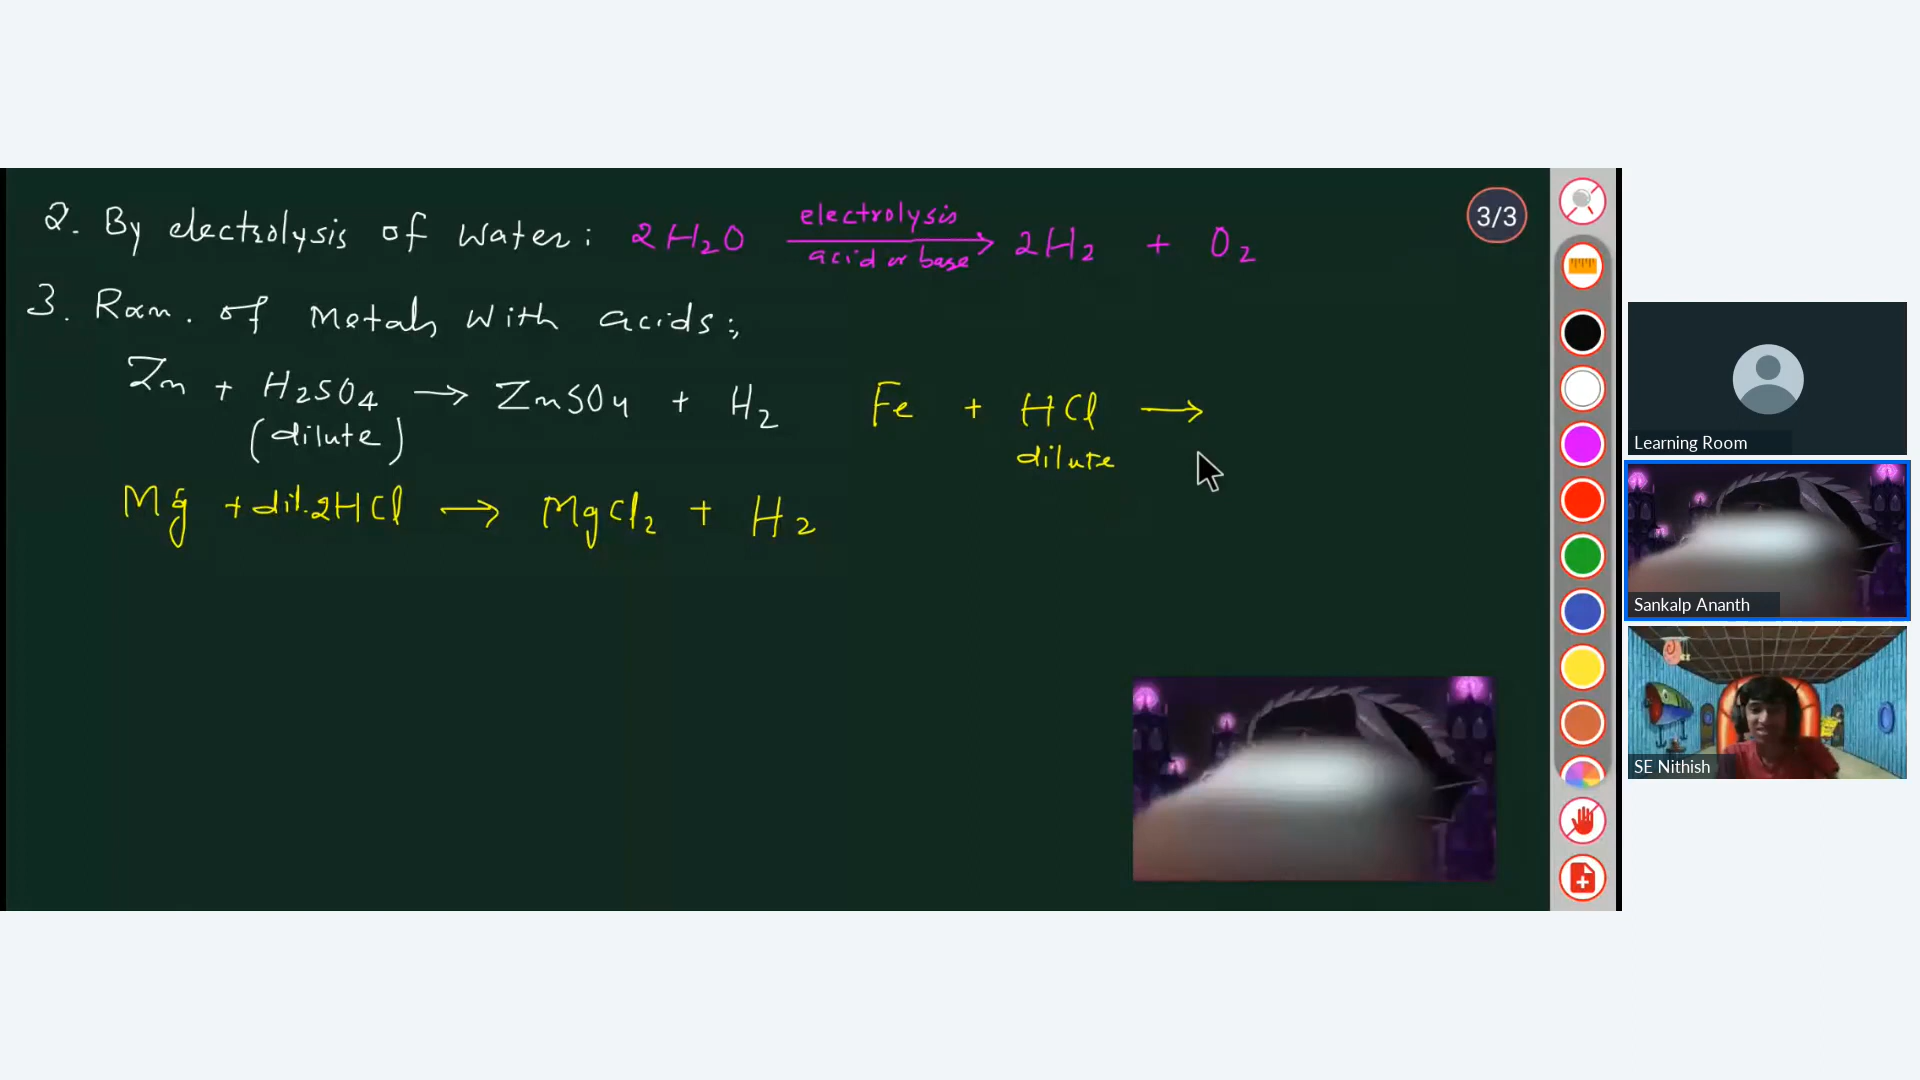 2. By electrolysis of water: 2H₂O electrolysis acid or base → 2H₂ + O₂
3/3
3. Rxn. of Metals with acids:,
Zn + H₂SO₄ → ZnSO₄ + H₂
(dilute)
Fe + HCl →
dilute
Mg + dil. 2HCl → MgCl₂ + H₂
Learning Room
Sankalp Ananth
SE Nithish